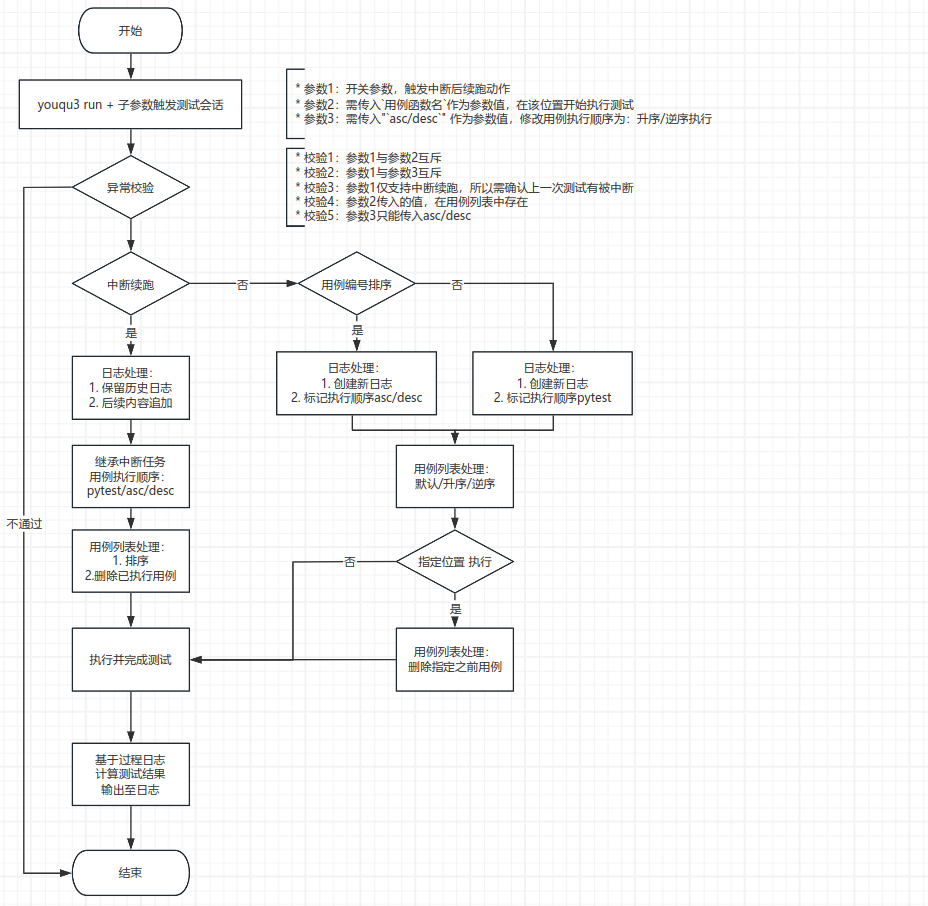 开始
youqu3 run + 子参数触发测试会话
* 参数1：开关参数，触发中断后续跑动作
* 参数2：需传入`用例函数名`作为参数值，在该位置开始执行测试
* 参数3：需传入"`asc/desc`" 作为参数值，修改用例执行顺序为：升序/逆序执行
* 校验1：参数1与参数2互斥
* 校验2：参数1与参数3互斥
* 校验3：参数1仅支持中断续跑，所以需确认上一次测试有被中断
* 校验4：参数2传入的值，在用例列表中存在
* 校验5：参数3只能传入asc/desc
异常校验
中断续跑
否
用例编号排序
否
是
是
日志处理：
1. 保留历史日志
2. 后续内容追加
日志处理：
1. 创建新日志
2. 标记执行顺序asc/desc
日志处理：
1. 创建新日志
2. 标记执行顺序pytest
继承中断任务
用例执行顺序：
pytest/asc/desc
用例列表处理：
默认/升序/逆序
不通过
用例列表处理：
1. 排序
2.删除已执行用例
否
指定位置 执行
是
执行并完成测试
用例列表处理：
删除指定之前用例
基于过程日志
计算测试结果
输出至日志
结束